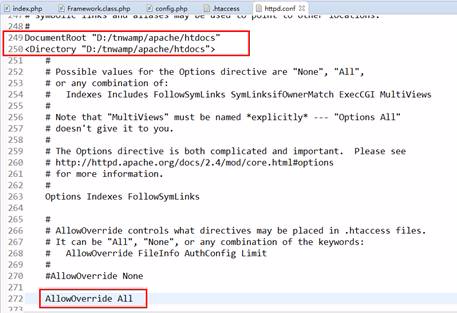 index.php Framework.class.php config.php .htaccess httpd.conf
247 # symbolic links and aliases may be used to point to other locations.
248 #
249 DocumentRoot "D:/tnwamp/apache/htdocs"
250 <Directory "D:/tnwamp/apache/htdocs">
251 #
252 # Possible values for the Options directive are "None", "All",
253 # or any combination of:
254 # Indexes Includes FollowSymLinks SymLinksifOwnerMatch ExecCGI MultiViews
255 #
256 # Note that "MultiViews" must be named *explicitly* --- "Options All"
257 # doesn't give it to you.
258 #
259 # The Options directive is both complicated and important. Please see
260 # http://httpd.apache.org/docs/2.4/mod/core.html#options
261 # for more information.
262 #
263 Options Indexes FollowSymLinks
264
265 #
266 # AllowOverride controls what directives may be placed in .htaccess files.
267 # It can be "All", "None", or any combination of the keywords:
268 # AllowOverride FileInfo AuthConfig Limit
269 #
270 #AllowOverride None
271
272 AllowOverride All
273